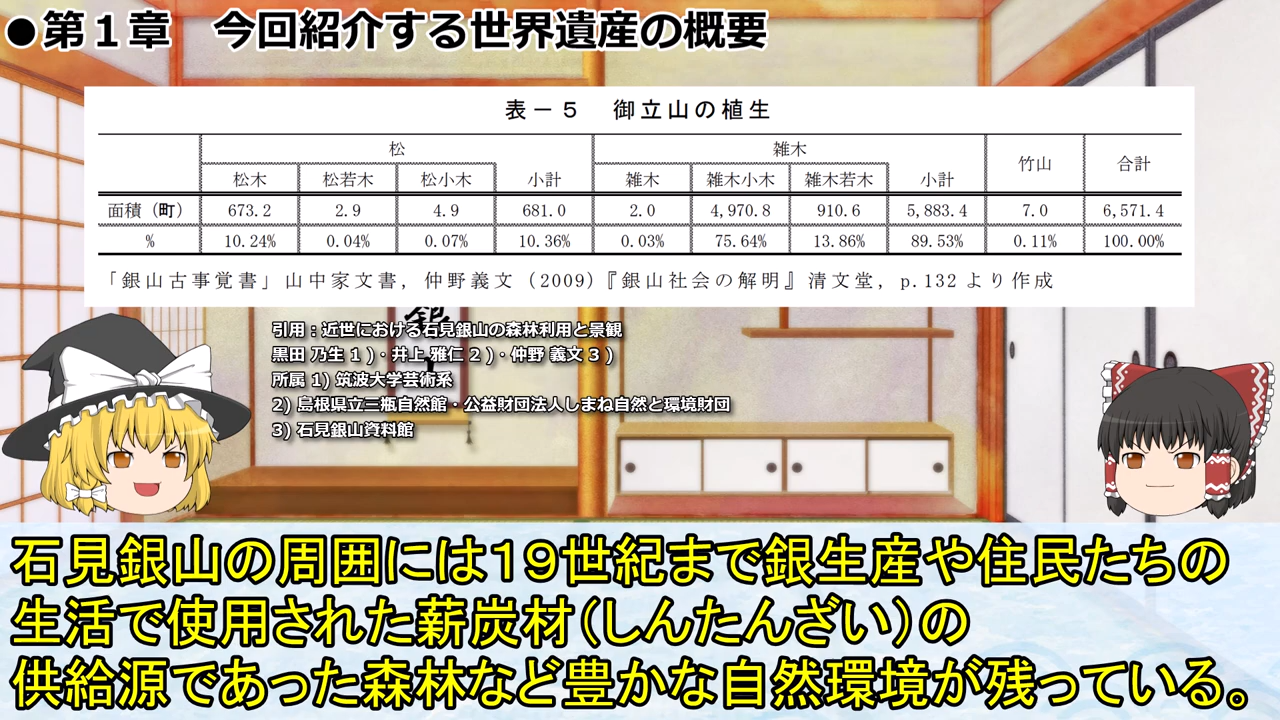 ●第１章　今回紹介する世界遺産の概要
表－５　御立山の植生
松 雑木 竹山 合計
松木 松若木 松小木 小計 雑木 雑木小木 雑木若木 小計
面積（町） 673.2 2.9 4.9 681.0 2.0 4,970.8 910.6 5,883.4 7.0 6,571.4
% 10.24% 0.04% 0.07% 10.36% 0.03% 75.64% 13.86% 89.53% 0.11% 100.00%
「銀山古事覚書」山中家文書，仲野義文（2009）『銀山社会の解明』清文堂，p.132 より作成
引用：近世における石見銀山の森林利用と景観
黒田 乃生 1 )・井上 雅仁 2 )・仲野 義文 3 )
所属 1) 筑波大学芸術系
2) 島根県立三瓶自然館・公益財団法人しまね自然と環境財団
3) 石見銀山資料館
石見銀山の周囲には１９世紀まで銀生産や住民たちの
生活で使用された薪炭材（しんたんざい）の
供給源であった森林など豊かな自然環境が残っている。